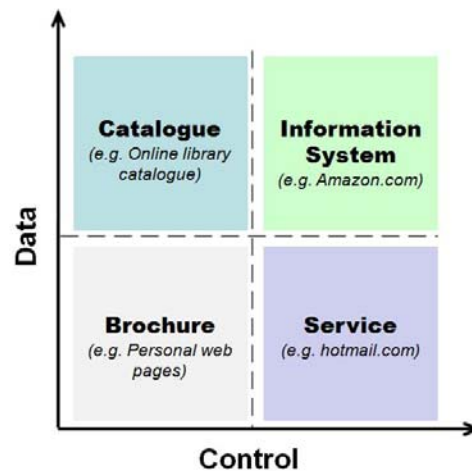 Data
Catalogue
(e.g. Online library
catalogue)
Information
System
(e.g. Amazon.com)
Brochure
(e.g. Personal web
pages)
Service
(e.g. hotmail.com)
Control